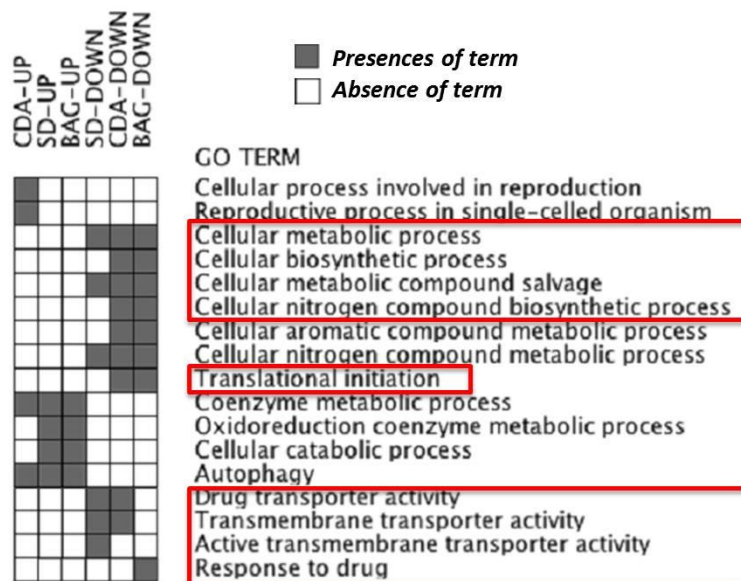 CDA-UP
SD-UP
BAG-UP
SD-DOWN
CDA-DOWN
BAG-DOWN
Presences of term
Absence of term
GO TERM
Cellular process involved in reproduction
Reproductive process in single-celled organism
Cellular metabolic process
Cellular biosynthetic process
Cellular metabolic compound salvage
Cellular nitrogen compound biosynthetic process
Cellular aromatic compound metabolic process
Cellular nitrogen compound metabolic process
Translational initiation
Coenzyme metabolic process
Oxidoreduction coenzyme metabolic process
Cellular catabolic process
Autophagy
Drug transporter activity
Transmembrane transporter activity
Active transmembrane transporter activity
Response to drug